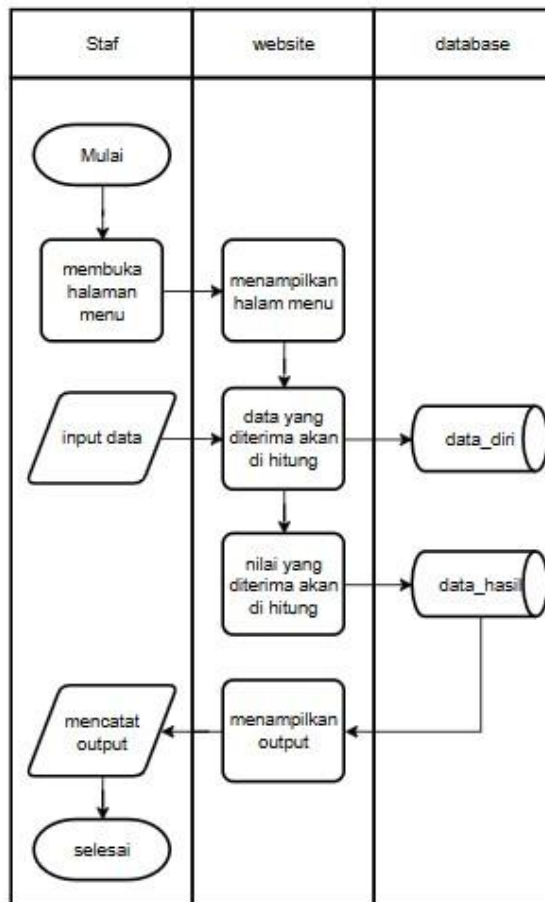 Staf
website
database
Mulai
membuka
halaman
menu
menampilkan
halam menu
input data
data yang
diterima akan
di hitung
data_diri
nilai yang
diterima akan
di hitung
data_hasil
mencatat
output
menampilkan
output
selesai